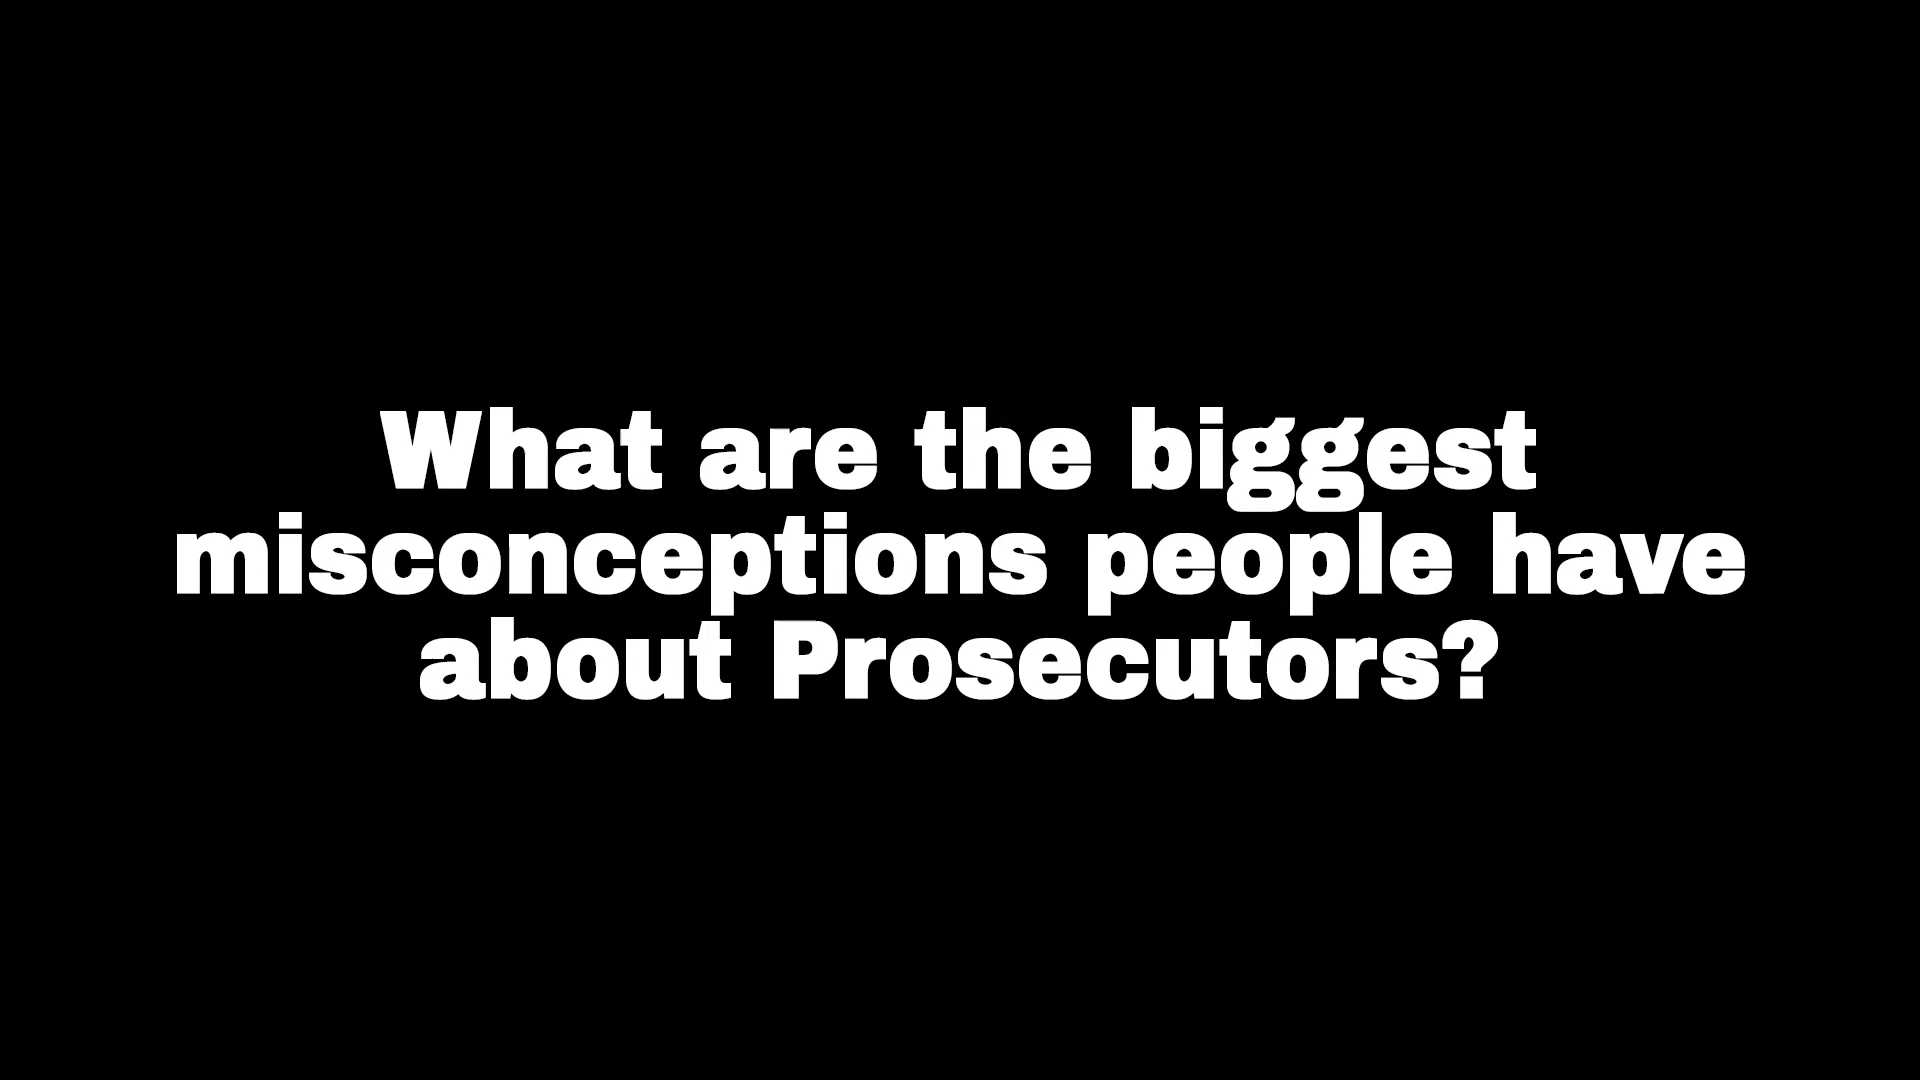 What are the biggest
misconceptions people have
about Prosecutors?